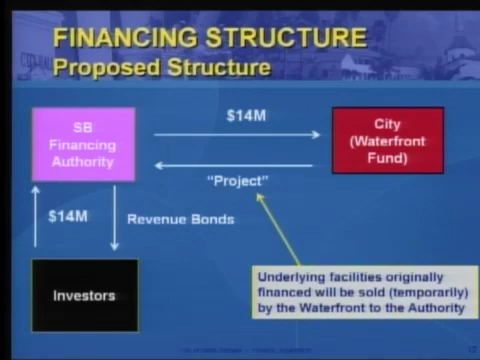 FINANCING STRUCTURE
Proposed Structure
SB
Financing
Authority
$14M
City
(Waterfront
Fund)
"Project"
$14M
Revenue Bonds
Investors
Underlying facilities originally
financed will be sold (temporarily)
by the Waterfront to the Authority